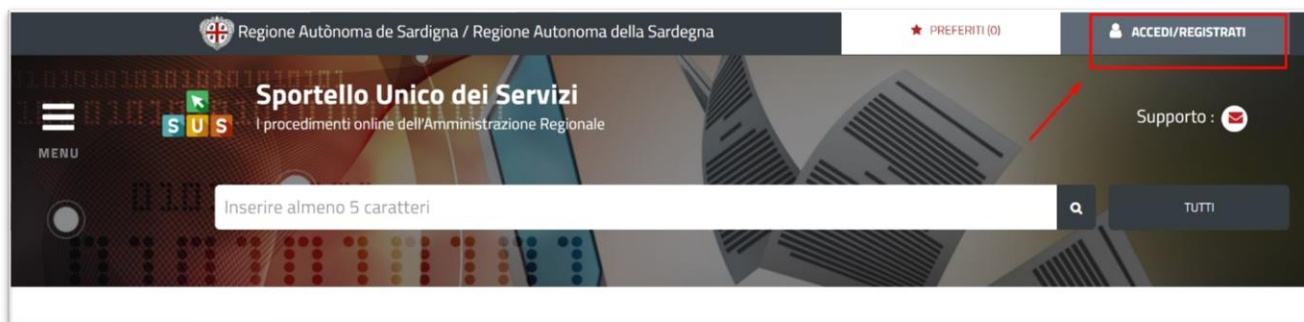 Regione Autònoma de Sardigna / Regione Autonoma della Sardegna
PREFERITI (0)
ACCEDI/REGISTRATI
Sportello Unico dei Servizi
I procedimenti online dell'Amministrazione Regionale
SUS
MENU
Supporto :
Inserire almeno 5 caratteri
TUTTI